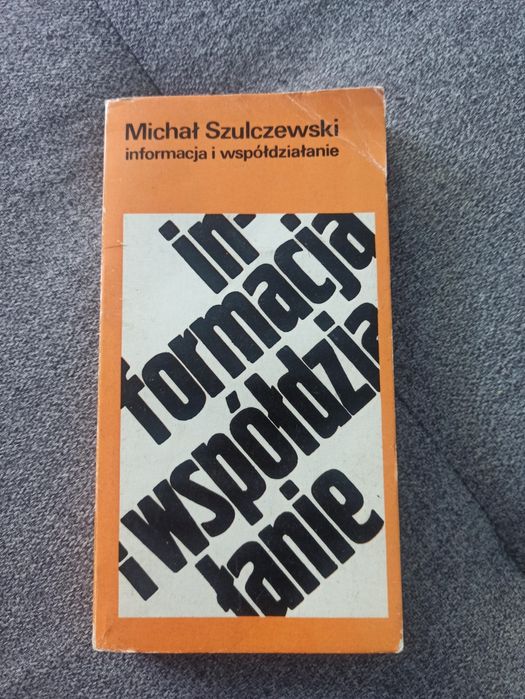 Michał Szulczewski
informacja i współdziałanie
in-
formacja
i współdzia
łanie